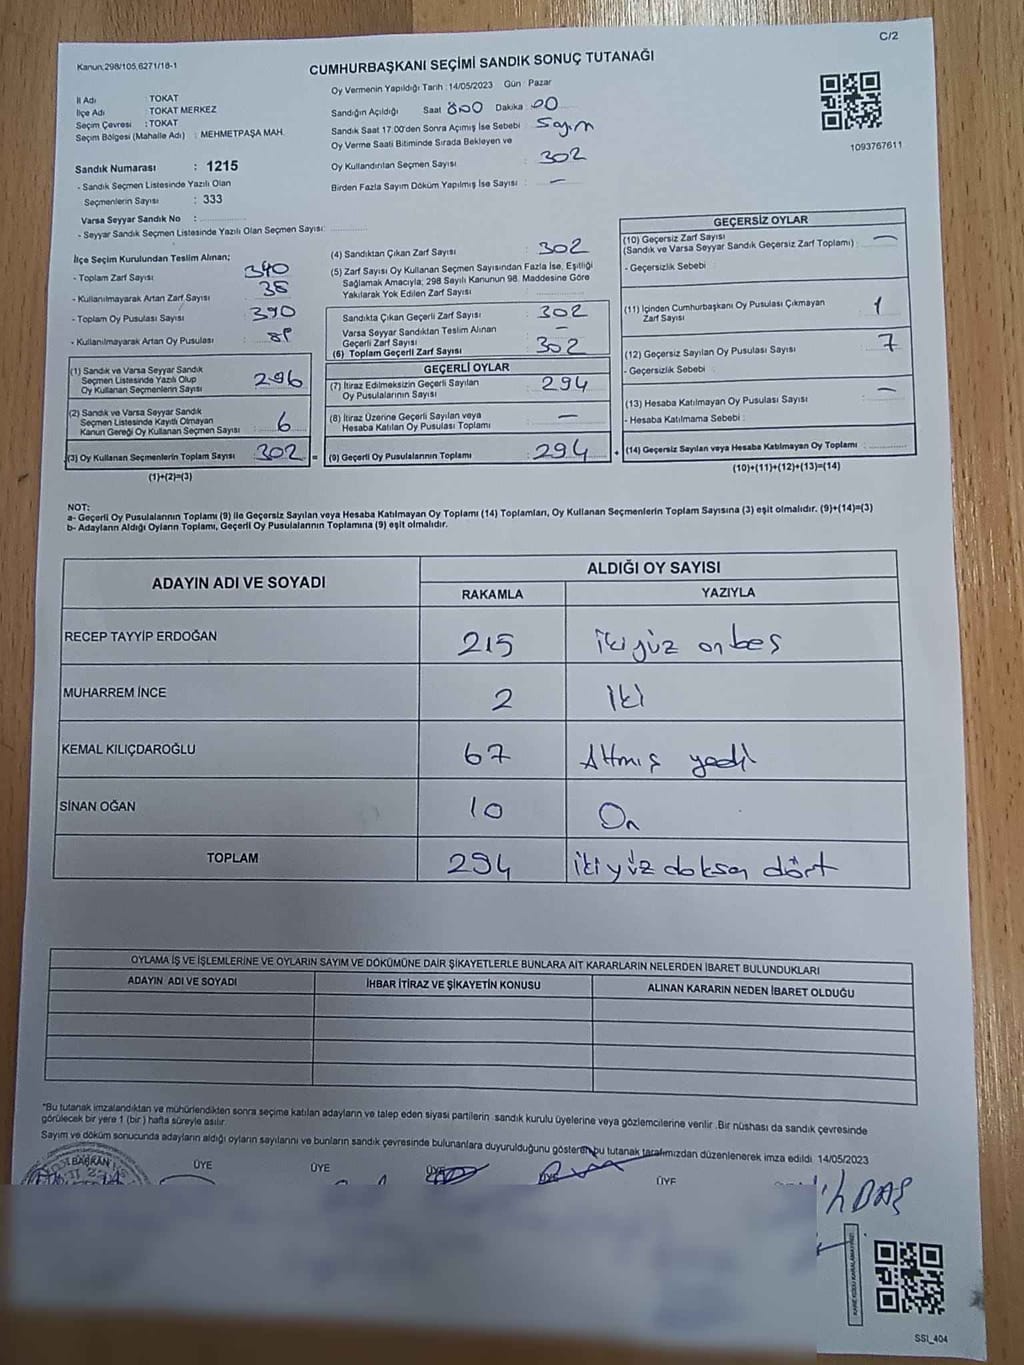 C/2
Kanun:298/105,6271/16-1
CUMHURBAŞKANI SEÇİMİ SANDIK SONUÇ TUTANAĞI
Oy Vermenin Yapıldığı Tarih :14/05/2023 Gün : Pazar
İl Adı : TOKAT
İlçe Adı : TOKAT MERKEZ
Seçim Çevresi : TOKAT
Seçim Bölgesi (Mahalle Adı) : MEHMETPAŞA MAH.
Sandığın Açıldığı Saat Dakika : 00
Sandık Saat 17.00'den Sonra Açımış İse Sebebi : Sayım
Oy Verme Saati Bitiminde Sırada Bekleyen ve
Oy Kullandırılan Seçmen Sayısı : 302
Birden Fazla Sayım Döküm Yapılmış İse Sayısı : —
1093767611
Sandık Numarası : 1215
- Sandık Seçmen Listesinde Yazılı Olan
Seçmenlerin Sayısı : 333
Varsa Seyyar Sandık No :
- Seyyar Sandık Seçmen Listesinde Yazılı Olan Seçmen Sayısı:
İlçe Seçim Kurulundan Teslim Alınan;
- Toplam Zarf Sayısı : 340
- Kullanılmayarak Artan Zarf Sayısı : 38
- Toplam Oy Pusulası Sayısı : 390
- Kullanılmayarak Artan Oy Pusulası :
(1) Sandık ve Varsa Seyyar Sandık
Seçmen Listesinde Yazılı Olup
Oy Kullanan Seçmenlerin Sayısı : 296
(2) Sandık ve Varsa Seyyar Sandık
Seçmen Listesinde Kayıtlı Olmayan
Kanun Gereği Oy Kullanan Seçmen Sayısı : 6
(3) Oy Kullanan Seçmenlerin Toplam Sayısı : 302 =
(1)+(2)=(3)
(4) Sandıktan Çıkan Zarf Sayısı : 302
(5) Zarf Sayısı Oy Kullanan Seçmen Sayısından Fazla İse, Eşitliği
Sağlamak Amacıyla; 298 Sayılı Kanunun 98. Maddesine Göre
Yakılarak Yok Edilen Zarf Sayısı :
Sandıkta Çıkan Geçerli Zarf Sayısı : 302
Varsa Seyyar Sandıktan Teslim Alınan
Geçerli Zarf Sayısı : —
(6) Toplam Geçerli Zarf Sayısı : 302
GEÇERLİ OYLAR
(7) İtiraz Edilmeksizin Geçerli Sayılan
Oy Pusulalarının Sayısı : 294
(8) İtiraz Üzerine Geçerli Sayılan veya
Hesaba Katılan Oy Pusulası Toplamı : —
(9) Geçerli Oy Pusulalarının Toplamı : 294 +
GEÇERSİZ OYLAR
(10) Geçersiz Zarf Sayısı
(Sandık ve Varsa Seyyar Sandık Geçersiz Zarf Toplamı) : —
- Geçersizlik Sebebi :
(11) İçinden Cumhurbaşkanı Oy Pusulası Çıkmayan
Zarf Sayısı : 1
(12) Geçersiz Sayılan Oy Pusulası Sayısı : 7
- Geçersizlik Sebebi :
(13) Hesaba Katılmayan Oy Pusulası Sayısı : —
- Hesaba Katılmama Sebebi :
(14) Geçersiz Sayılan veya Hesaba Katılmayan Oy Toplamı :
(10)+(11)+(12)+(13)=(14)
NOT:
a- Geçerli Oy Pusulalarının Toplamı (9) ile Geçersiz Sayılan veya Hesaba Katılmayan Oy Toplamı (14) Toplamları, Oy Kullanan Seçmenlerin Toplam Sayısına (3) eşit olmalıdır. (9)+(14)=(3)
b- Adayların Aldığı Oyların Toplamı, Geçerli Oy Pusulalarının Toplamına (9) eşit olmalıdır.
ADAYIN ADI VE SOYADI ALDIĞI OY SAYISI
RAKAMLA YAZIYLA
RECEP TAYYİP ERDOĞAN 215 ikiyüz onbeş
MUHARREM İNCE 2 İki
KEMAL KILIÇDAROĞLU 67 Altmış yedi
SİNAN OĞAN 10 On
TOPLAM 294 ikiyüz doksan dört
OYLAMA İŞ VE İŞLEMLERİNE VE OYLARIN SAYIM VE DÖKÜMÜNE DAİR ŞİKAYETLERLE BUNLARA AİT KARARLARIN NELERDEN İBARET BULUNDUKLARI
ADAYIN ADI VE SOYADI İHBAR İTİRAZ VE ŞİKAYETİN KONUSU ALINAN KARARIN NEDEN İBARET OLDUĞU
*Bu tutanak imzalandıktan ve mühürlendikten sonra seçime katılan adayların ve talep eden siyasi partilerin sandık kurulu üyelerine veya gözlemcilerine verilir .Bir nüshası da sandık çevresinde
görülecek bir yere 1 (bir ) hafta süreyle asılır.
Sayım ve döküm sonucunda adayların aldığı oyların sayılarını ve bunların sandık çevresinde bulunanlara duyurulduğunu gösteren bu tutanak tarafımızdan düzenlenerek imza edildi. 14/05/2023
BAŞKAN ÜYE ÜYE ÜYE ÜYE ÜYE
KARE KODU KARALAMAYINIZ!
SSI_404